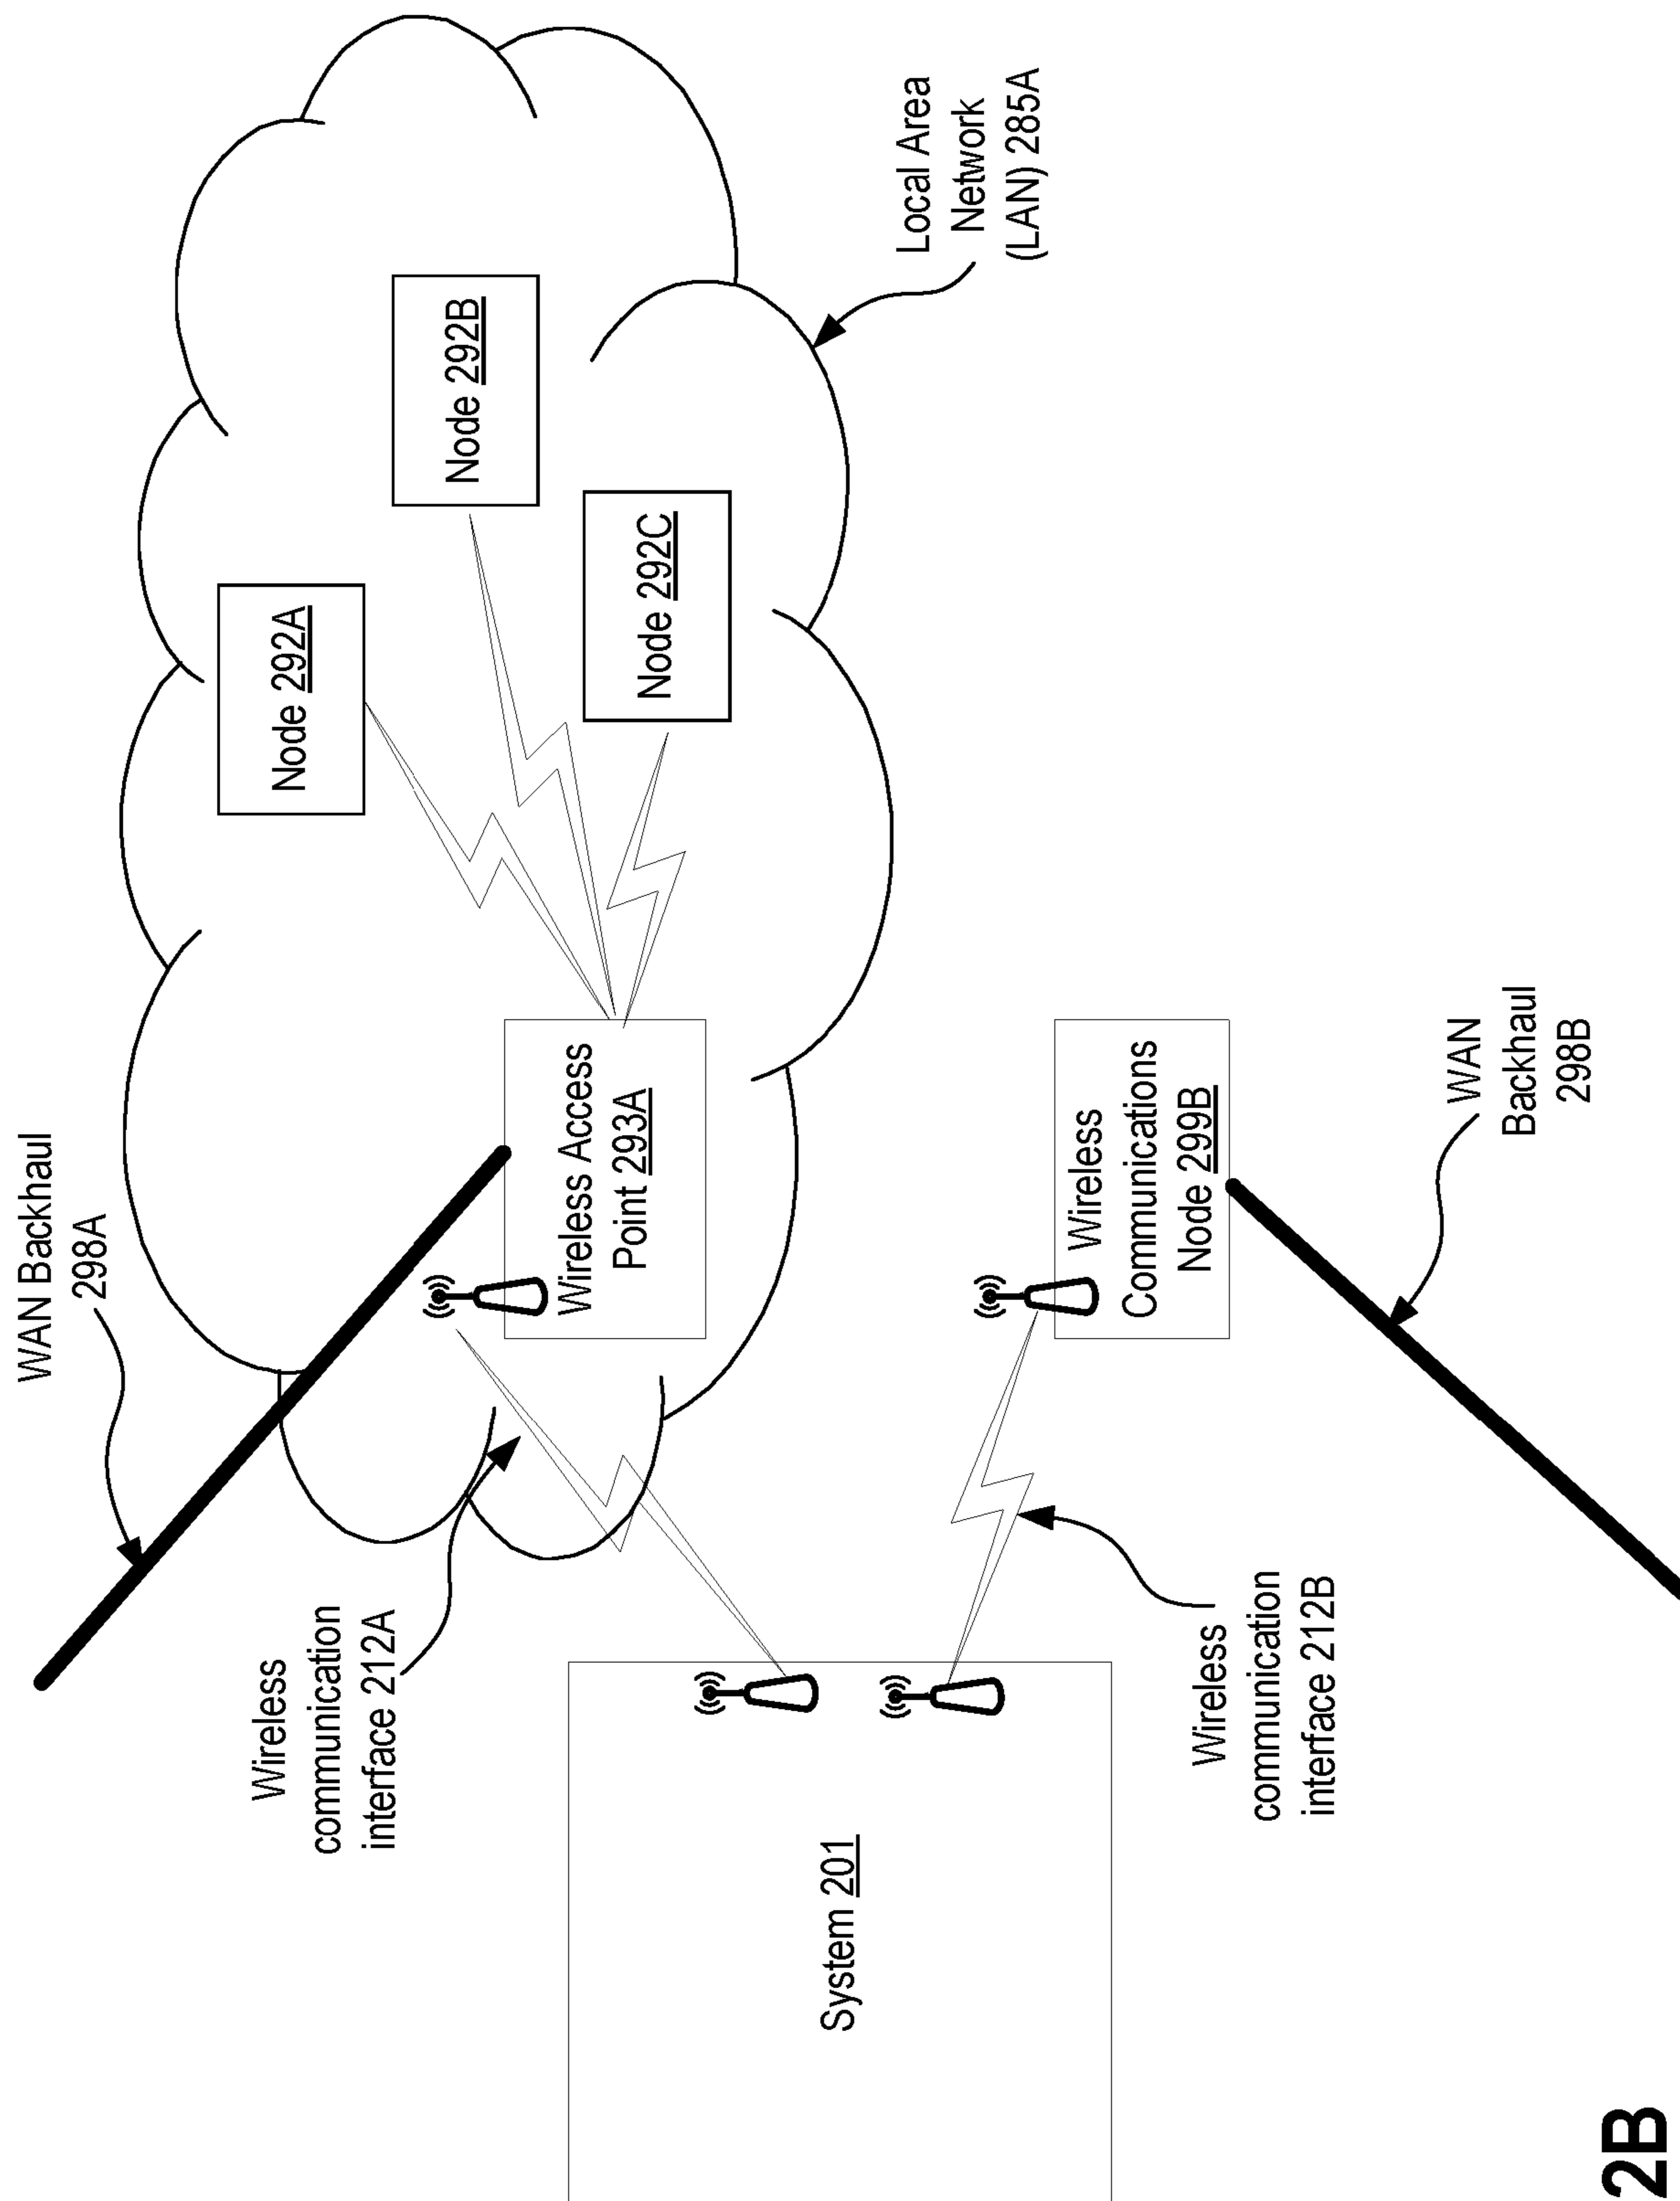 WAN Backhaul
298A
Wireless
communication
interface 212A
Node 292A
Node 292B
Node 292C
Wireless Access
Point 293A
Local Area
Network
(LAN) 285A
System 201
Wireless
Communications
Node 299B
Wireless
communication
interface 212B
WAN
Backhaul
298B
2B